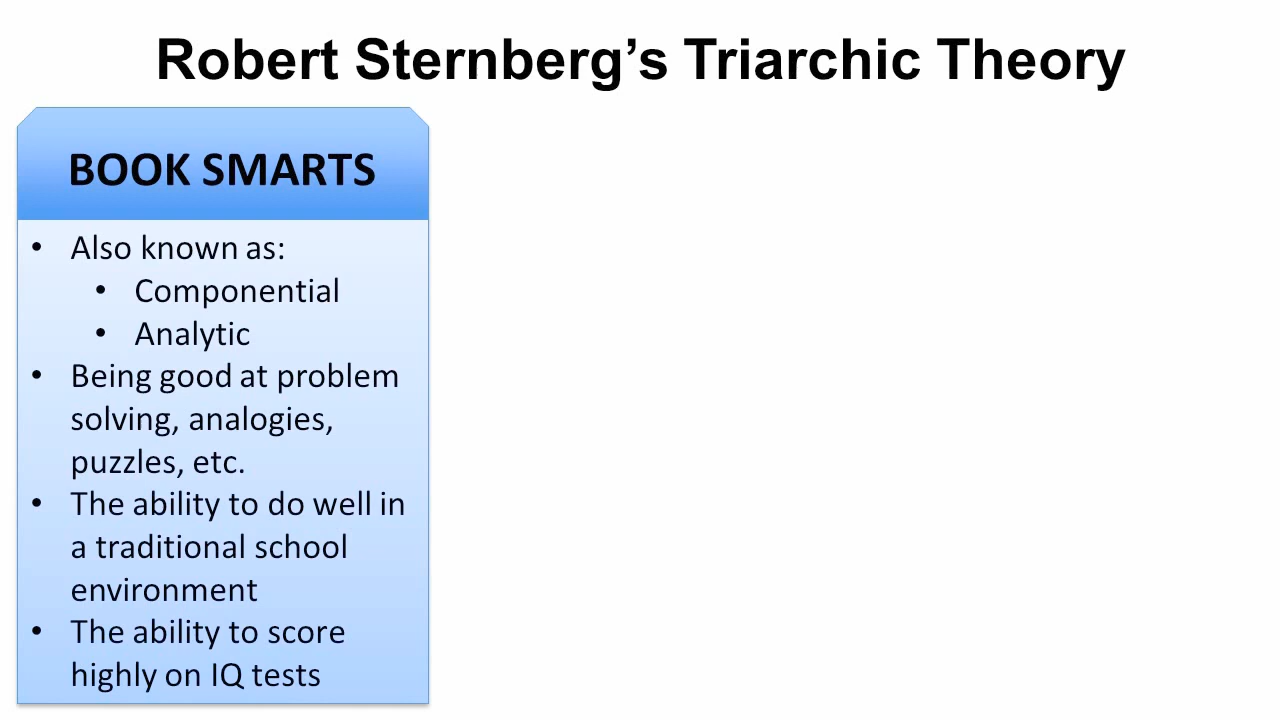 Robert Sternberg’s Triarchic Theory
BOOK SMARTS
• Also known as:
• Componential
• Analytic
• Being good at problem
solving, analogies,
puzzles, etc.
• The ability to do well in
a traditional school
environment
• The ability to score
highly on IQ tests